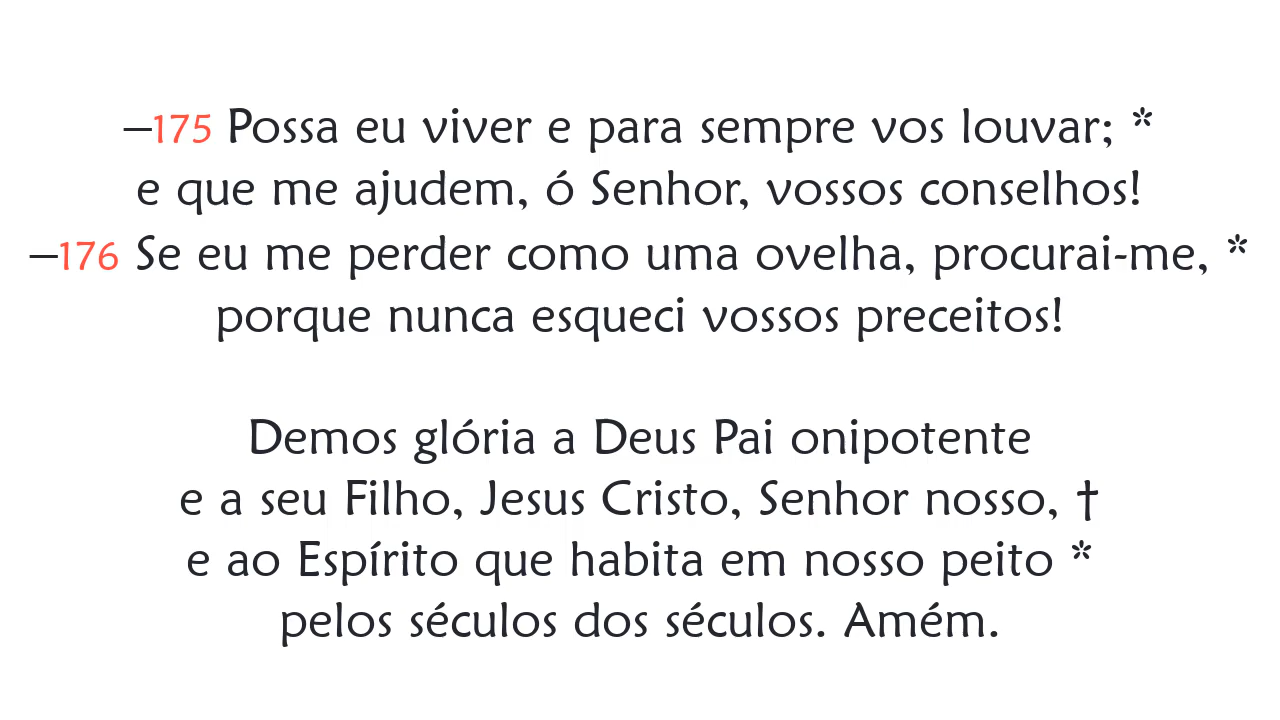 –175 Possa eu viver e para sempre vos louvar; *
e que me ajudem, ó Senhor, vossos conselhos!
–176 Se eu me perder como uma ovelha, procurai-me, *
porque nunca esqueci vossos preceitos!
Demos glória a Deus Pai onipotente
e a seu Filho, Jesus Cristo, Senhor nosso, †
e ao Espírito que habita em nosso peito *
pelos séculos dos séculos. Amém.